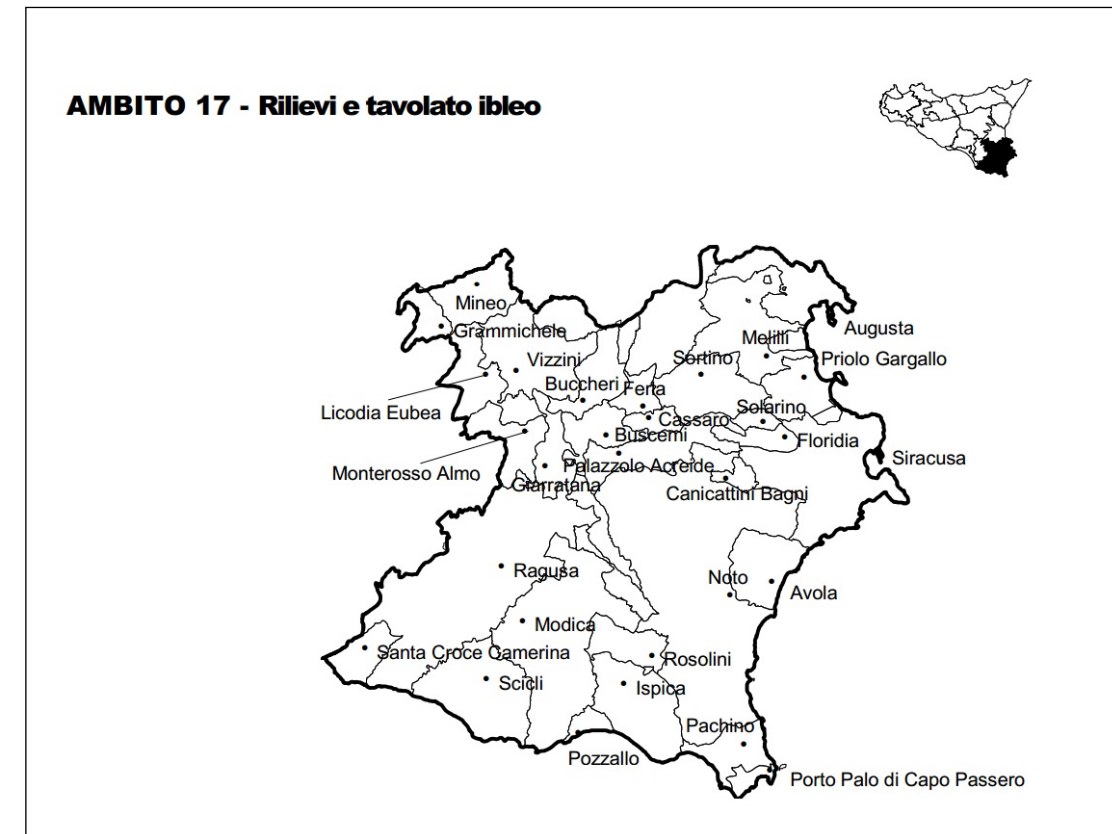 AMBITO 17 - Rilievi e tavolato ibleo
Mineo
Grammichele
Augusta
Melilli
Vizzini
Sortino
Priolo Gargallo
Buccheri
Ferla
Licodia Eubea
Solarino
Cassaro
Buscemi
Floridia
Siracusa
Monterosso Almo
Palazzolo Acreide
Giarratana
Canicattini Bagni
Ragusa
Noto
Avola
Modica
Santa Croce Camerina
Rosolini
Scicli
Ispica
Pachino
Pozzallo
Porto Palo di Capo Passero